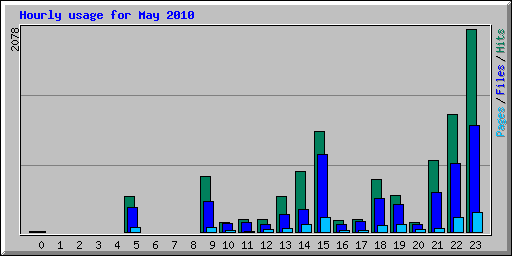 Hourly usage for May 2010
2078
Pages/Files/Hits
0 1 2 3 4 5 6 7 8 9 10 11 12 13 14 15 16 17 18 19 20 21 22 23